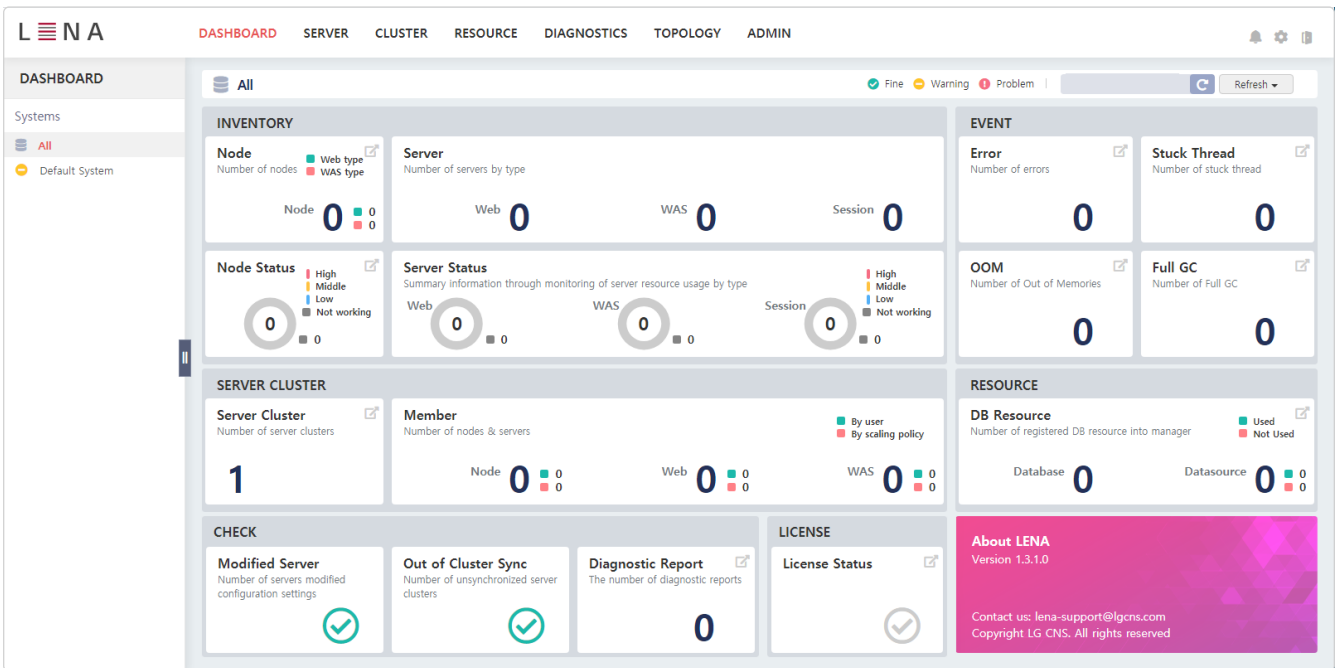 LENA
DASHBOARD SERVER CLUSTER RESOURCE DIAGNOSTICS TOPOLOGY ADMIN
DASHBOARD
Systems
All
Default System
All
Fine Warning Problem
Refresh
INVENTORY
Node
Number of nodes
Web type
WAS type
Node 0 0
0
Server
Number of servers by type
Web 0 WAS 0 Session 0
Node Status
High
Middle
Low
Not working
0
0
Server Status
Summary information through monitoring of server resource usage by type
High
Middle
Low
Not working
Web 0 0
WAS 0 0
Session 0 0
EVENT
Error
Number of errors
0
Stuck Thread
Number of stuck thread
0
OOM
Number of Out of Memories
0
Full GC
Number of Full GC
0
SERVER CLUSTER
Server Cluster
Number of server clusters
1
Member
Number of nodes & servers
By user
By scaling policy
Node 0 0
0
Web 0 0
0
WAS 0 0
0
RESOURCE
DB Resource
Number of registered DB resource into manager
Used
Not Used
Database 0
Datasource 0 0
0
CHECK
Modified Server
Number of servers modified
configuration settings
Out of Cluster Sync
Number of unsynchronized server
clusters
Diagnostic Report
The number of diagnostic reports
0
LICENSE
License Status
About LENA
Version 1.3.1.0
Contact us: lena-support@lgcns.com
Copyright LG CNS. All rights reserved